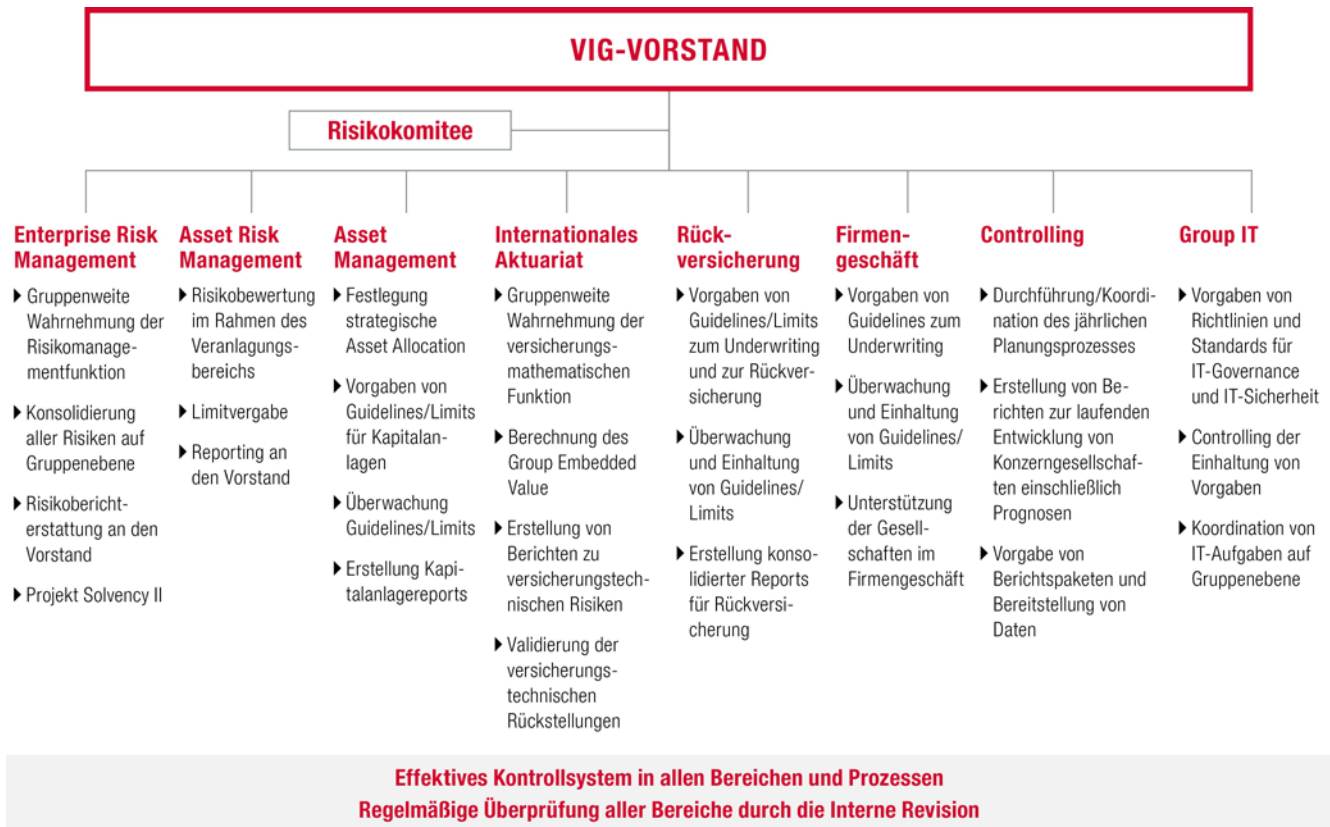 VIG-VORSTAND
Risikokomitee
Enterprise Risk
Management
▶ Gruppenweite
Wahrnehmung der
Risikomanage-
mentfunktion
▶ Konsolidierung
aller Risiken auf
Gruppenebene
▶ Risikobericht-
erstattung an den
Vorstand
▶ Projekt Solvency II
Asset Risk
Management
▶ Risikobewertung
im Rahmen des
Veranlagungs-
bereichs
▶ Limitvergabe
▶ Reporting an
den Vorstand
Asset
Management
▶ Festlegung
strategische
Asset Allocation
▶ Vorgaben von
Guidelines/Limits
für Kapitalan-
lagen
▶ Überwachung
Guidelines/Limits
▶ Erstellung Kapi-
talanlagereports
Internationales
Aktuariat
▶ Gruppenweite
Wahrnehmung der
versicherungs-
mathematischen
Funktion
▶ Berechnung des
Group Embedded
Value
▶ Erstellung von
Berichten zu
versicherungstech-
nischen Risiken
▶ Validierung der
versicherungs-
technischen
Rückstellungen
Rück-
versicherung
▶ Vorgaben von
Guidelines/Limits
zum Underwriting
und zur Rückver-
sicherung
▶ Überwachung
und Einhaltung
von Guidelines/
Limits
▶ Erstellung konso-
lidierter Reports
für Rückversi-
cherung
Firmen-
geschäft
▶ Vorgaben von
Guidelines zum
Underwriting
▶ Überwachung
und Einhaltung
von Guidelines/
Limits
▶ Unterstützung
der Gesell-
schaften im
Firmengeschäft
Controlling
▶ Durchführung/Koordi-
nation des jährlichen
Planungsprozesses
▶ Erstellung von Be-
richten zur laufenden
Entwicklung von
Konzerngesellschaf-
ten einschließlich
Prognosen
▶ Vorgabe von
Berichtspaketen und
Bereitstellung von
Daten
Group IT
▶ Vorgaben von
Richtlinien und
Standards für
IT-Governance
und IT-Sicherheit
▶ Controlling der
Einhaltung von
Vorgaben
▶ Koordination von
IT-Aufgaben auf
Gruppenebene
Effektives Kontrollsystem in allen Bereichen und Prozessen
Regelmäßige Überprüfung aller Bereiche durch die Interne Revision